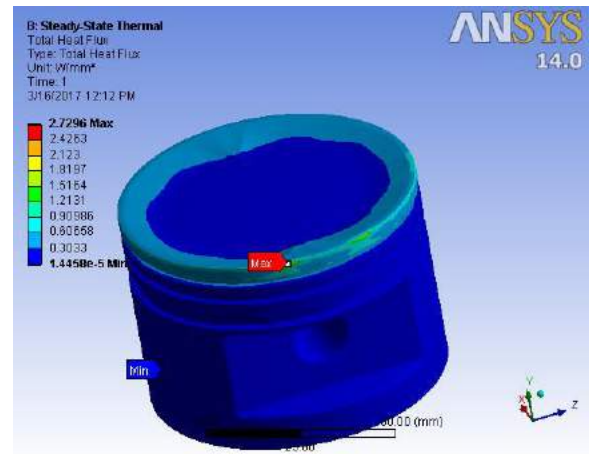 B: Steady-State Thermal
Total Heat Flux
Type: Total Heat Flux
Unit: W/mm²
Time: 1
3/16/2017 12:12 PM
2.7296 Max
2.4263
2.123
1.8197
1.5164
1.2131
0.90986
0.60658
0.3033
1.4458e-5 Min
ANSYS
14.0
Max
Min
Y
X
Z
0.00 (mm)